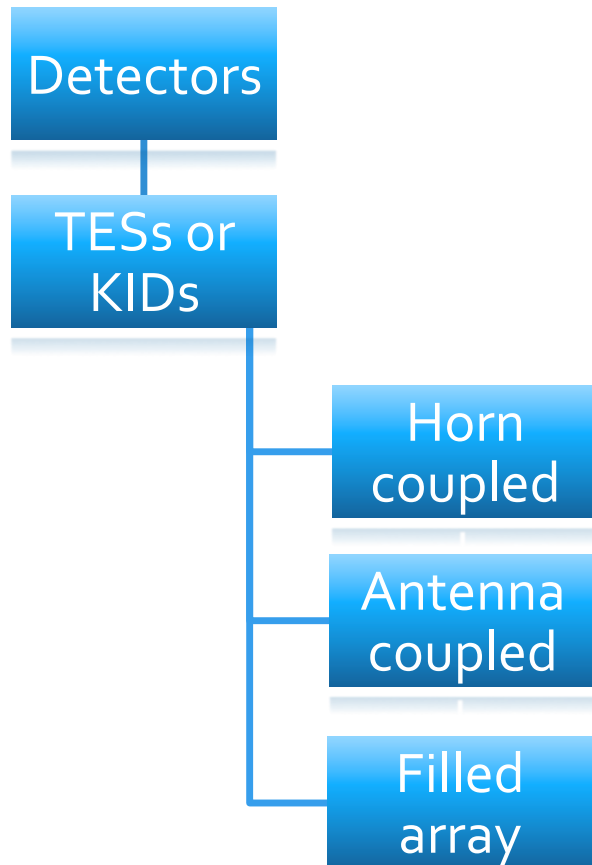 Detectors
TESs or
KIDs
Horn
coupled
Antenna
coupled
Filled
array